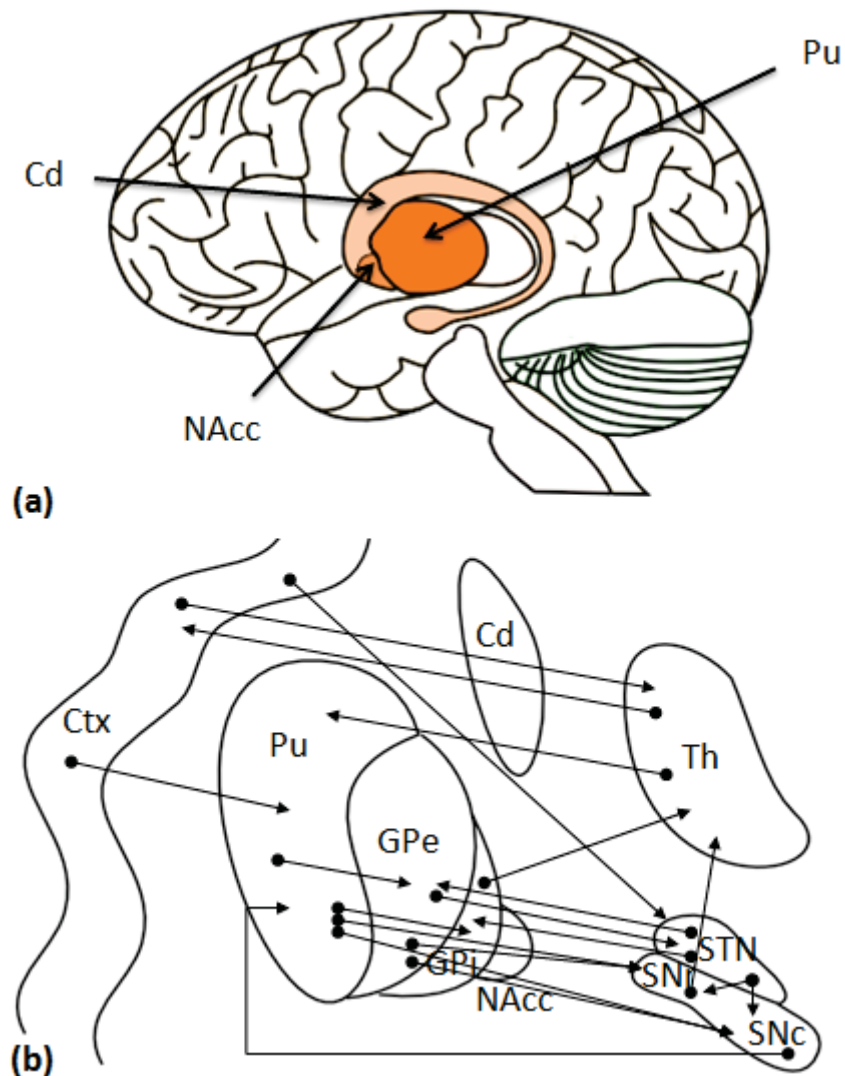 Pu
Cd
NAcc
(a)
Cd
Ctx
Pu
Th
GPe
STN
GPi
SNr
NAcc
SNc
(b)